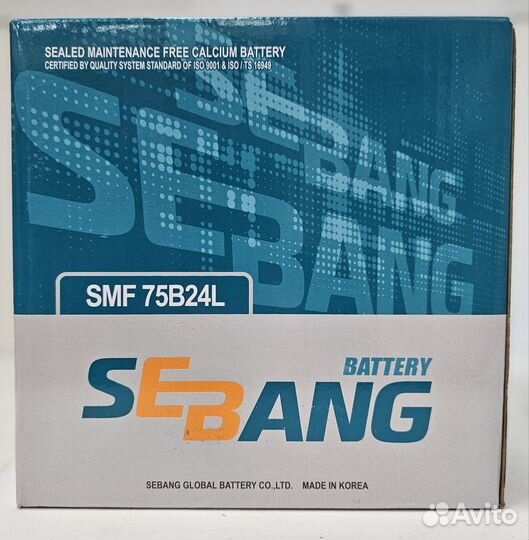 SEALED MAINTENANCE FREE CALCIUM BATTERY
CERTIFIED BY QUALITY SYSTEM STANDARD OF ISO 9001 & ISO / TS 16949
SEBANG
SEBANG
SMF 75B24L
BATTERY
SEBANG
SEBANG GLOBAL BATTERY CO.,LTD. MADE IN KOREA
Avito